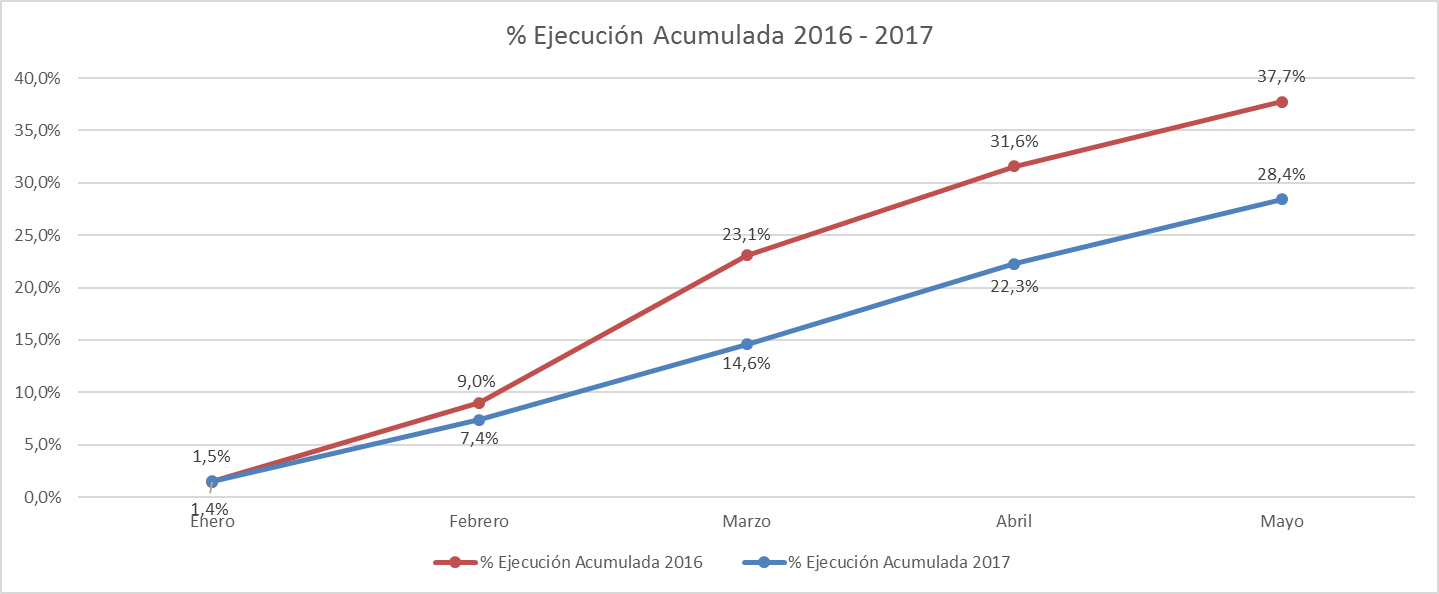 % Ejecución Acumulada 2016 - 2017
40,0%
35,0%
30,0%
25,0%
20,0%
15,0%
10,0%
5,0%
0,0%
37,7%
31,6%
28,4%
23,1%
22,3%
14,6%
9,0%
7,4%
1,5%
1,4%
Enero
Febrero
Marzo
Abril
Mayo
% Ejecución Acumulada 2016
% Ejecución Acumulada 2017